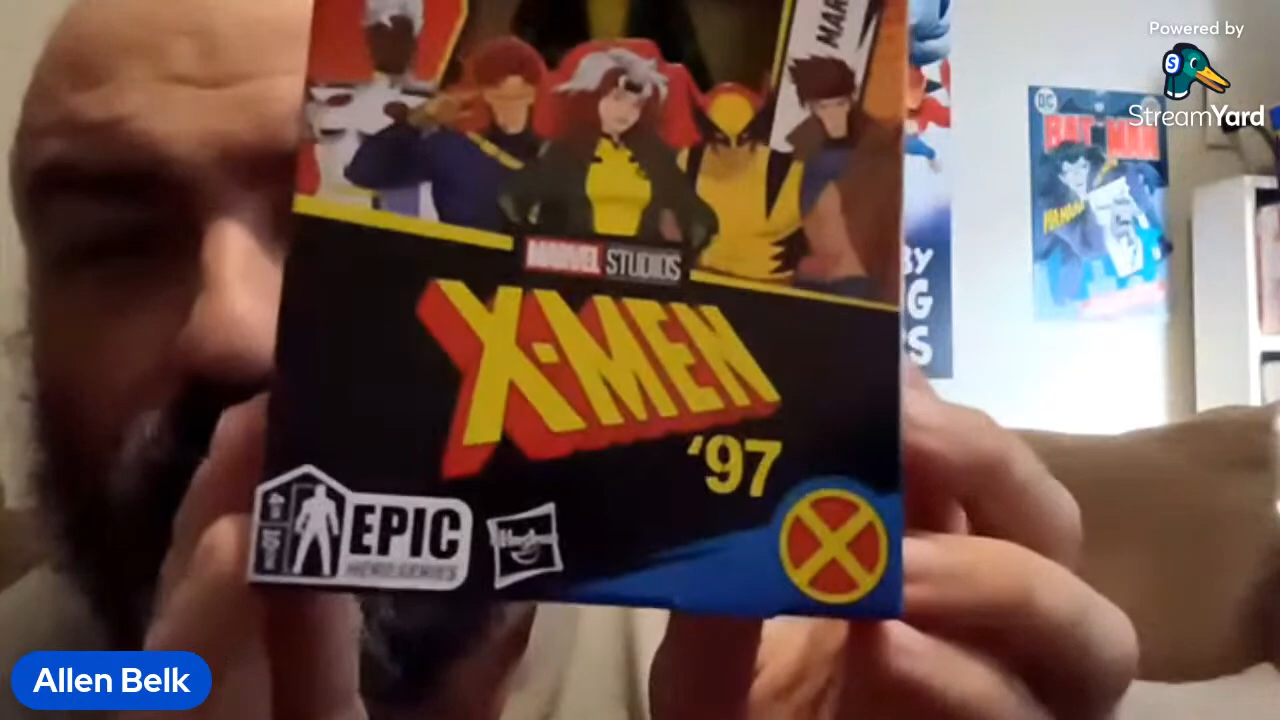 Powered by
S
StreamYard
MAR
DC
BATMAN
BY
G
S
MARVEL STUDIOS
X-MEN
'97
EPIC
HERO SERIES
Hasbro
Allen Belk